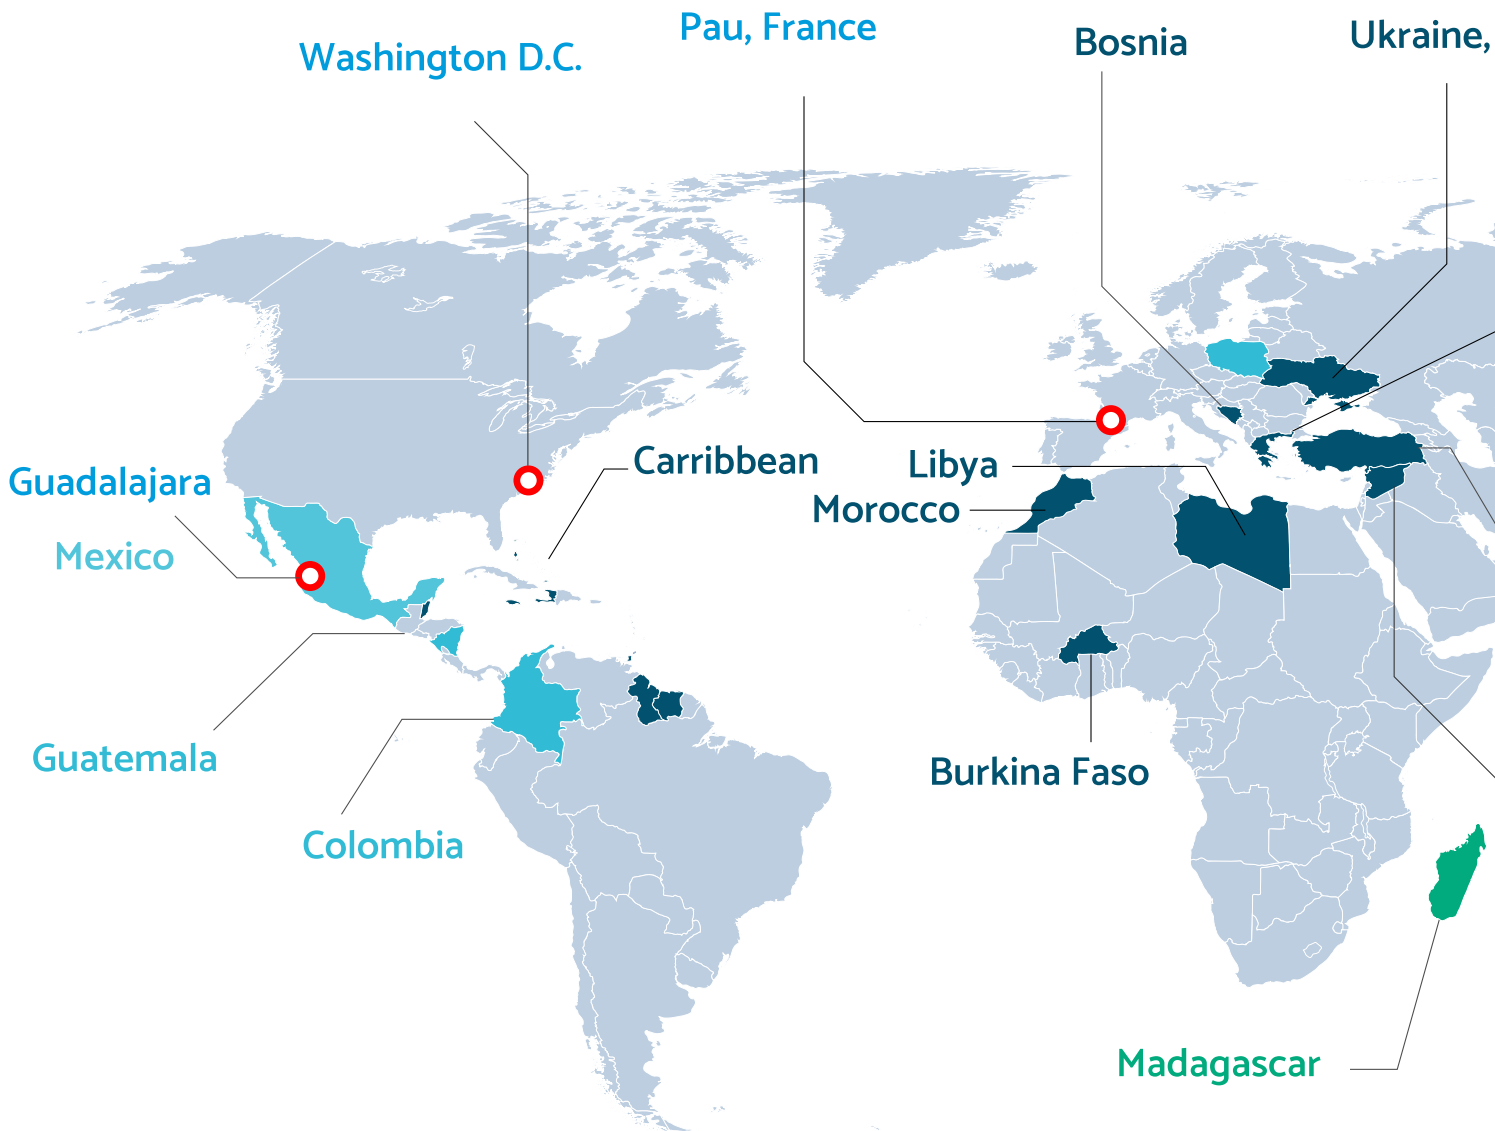 Pau, France
Washington D.C.
Bosnia
Ukraine,
Carribbean
Libya
Guadalajara
Morocco
Mexico
Guatemala
Burkina Faso
Colombia
Madagascar